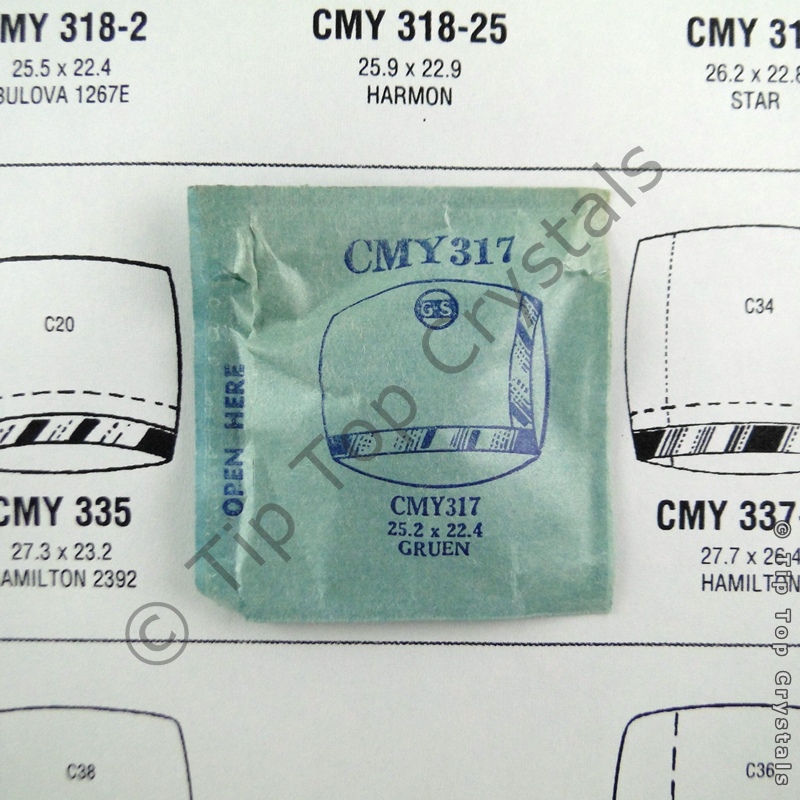 MY 318-2
25.5 x 22.4
BULOVA 1267E
CMY 318-25
25.9 x 22.9
HARMON
CMY 31
26.2 x 22.8
STAR
CMY317
G-S
OPEN HERE
CMY317
25.2 x 22.4
GRUEN
C20
CMY 335
27.3 x 23.2
AMILTON 2392
C34
CMY 337-
27.7 x 26.4
HAMILTON
C38
C36
© Tip Top Crystals
© Tip Top Crystals